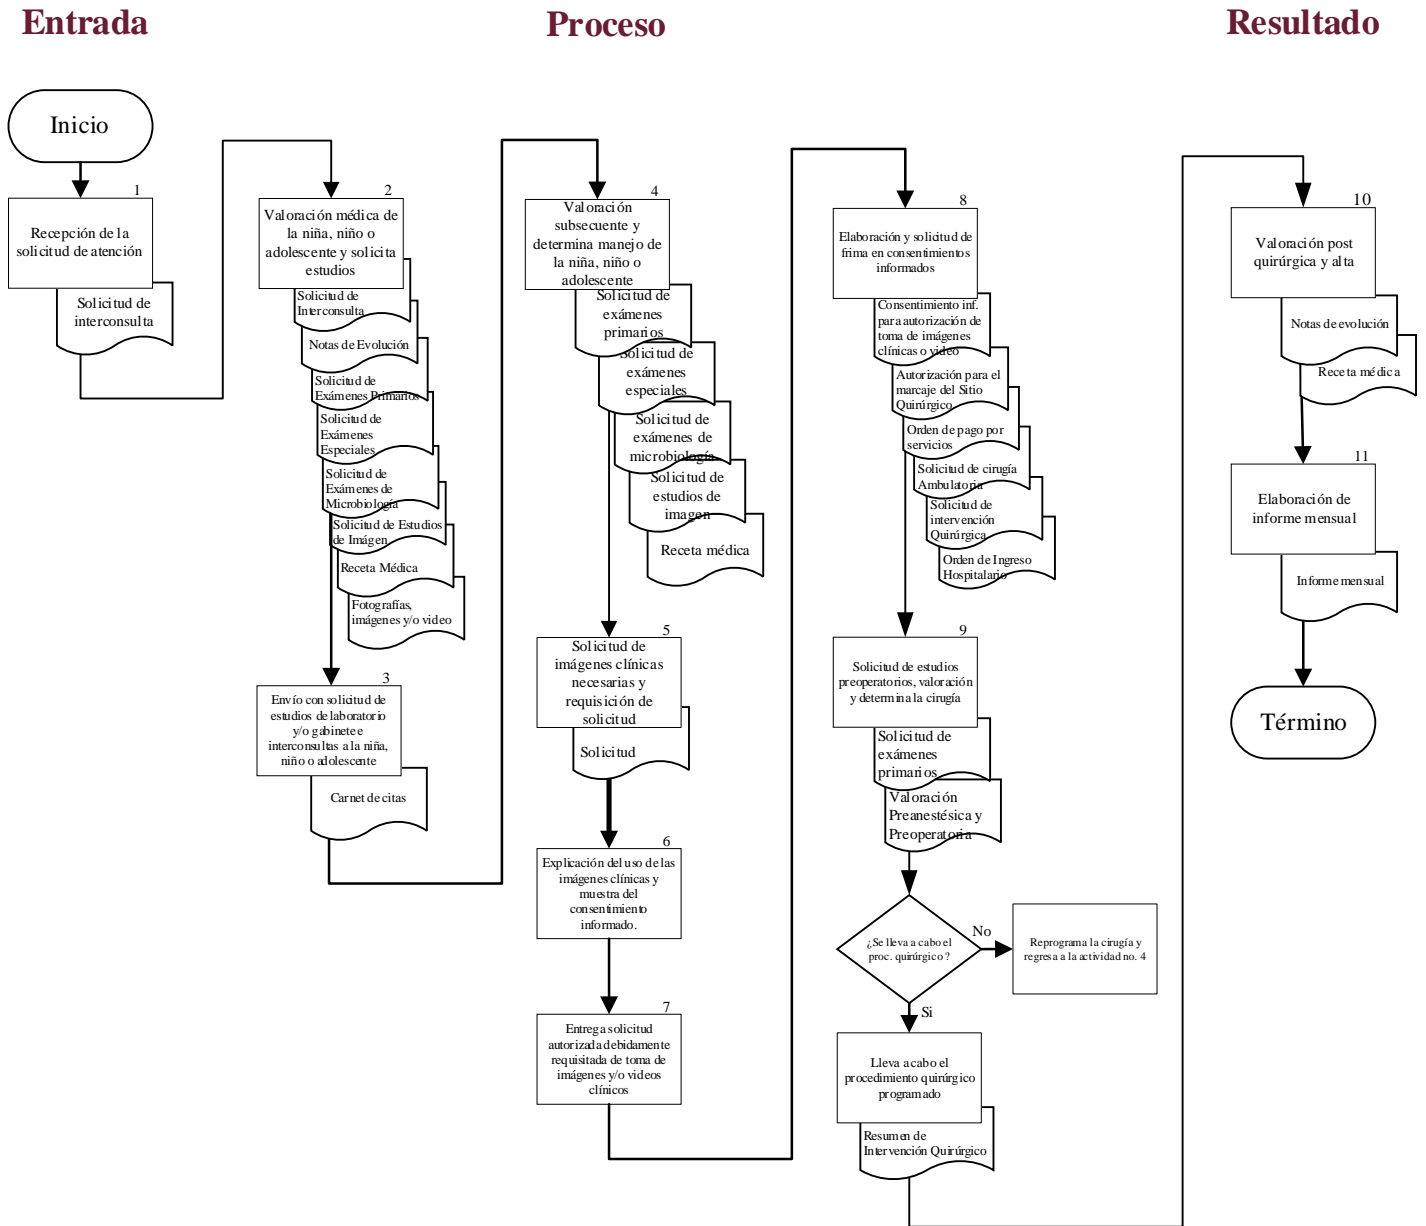 Entrada
Proceso
Resultado
Inicio
1
Recepción de la
solicitud de atención
Solicitud de
interconsulta
2
Valoración médica de
la niña, niño o
adolescente y solicita
estudios
Solicitud de
Interconsulta
Notas de Evolución
Solicitud de
Exámenes Primarios
Solicitud de
Exámenes
Especiales
Solicitud de
Exámenes de
Microbiología
Solicitud de Estudios
de Imágen
Receta Médica
Fotografías,
imágenes y/o video
3
Envío con solicitud de
estudios de laboratorio
y/o gabinete e
interconsultas a la niña,
niño o adolescente
Carnet de citas
4
Valoración
subsecuente y
determina manejo de
la niña, niño o
adolescente
Solicitud de
exámenes
primarios
Solicitud de
exámenes
especiales
Solicitud de
exámenes de
microbiología
Solicitud de
estudios de
imagen
Receta médica
5
Solicitud de
imágenes clínicas
necesarias y
requisición de
solicitud
Solicitud
6
Explicación del uso de las
imágenes clínicas y
muestra del
consentimiento
informado.
7
Entrega solicitud
autorizada debidamente
requisitada de toma de
imágenes y/o videos
clínicos
8
Elaboración y solicitud de
frima en consentimientos
informados
Consentimiento inf.
para autorización de
toma de imágenes
clínicas o video
Autorización para el
marcaje del Sitio
Quirúrgico
Orden de pago por
servicios
Solicitud de cirugía
Ambulatoria
Solicitud de
intervención
Quirúrgica
Orden de Ingreso
Hospitalario
9
Solicitud de estudios
preoperatorios, valoración
y determina la cirugía
Solicitud de
exámenes
primarios
Valoración
Preanestésica y
Preoperatoria
¿Se lleva a cabo el
proc. quirúrgico ?
No
Reprograma la cirugía y
regresa a la actividad no. 4
Si
Lleva a cabo el
procedimiento quirúrgico
programado
Resumen de
Intervención Quirúrgico
10
Valoración post
quirúrgica y alta
Notas de evolución
Receta médica
11
Elaboración de
informe mensual
Informe mensual
Término